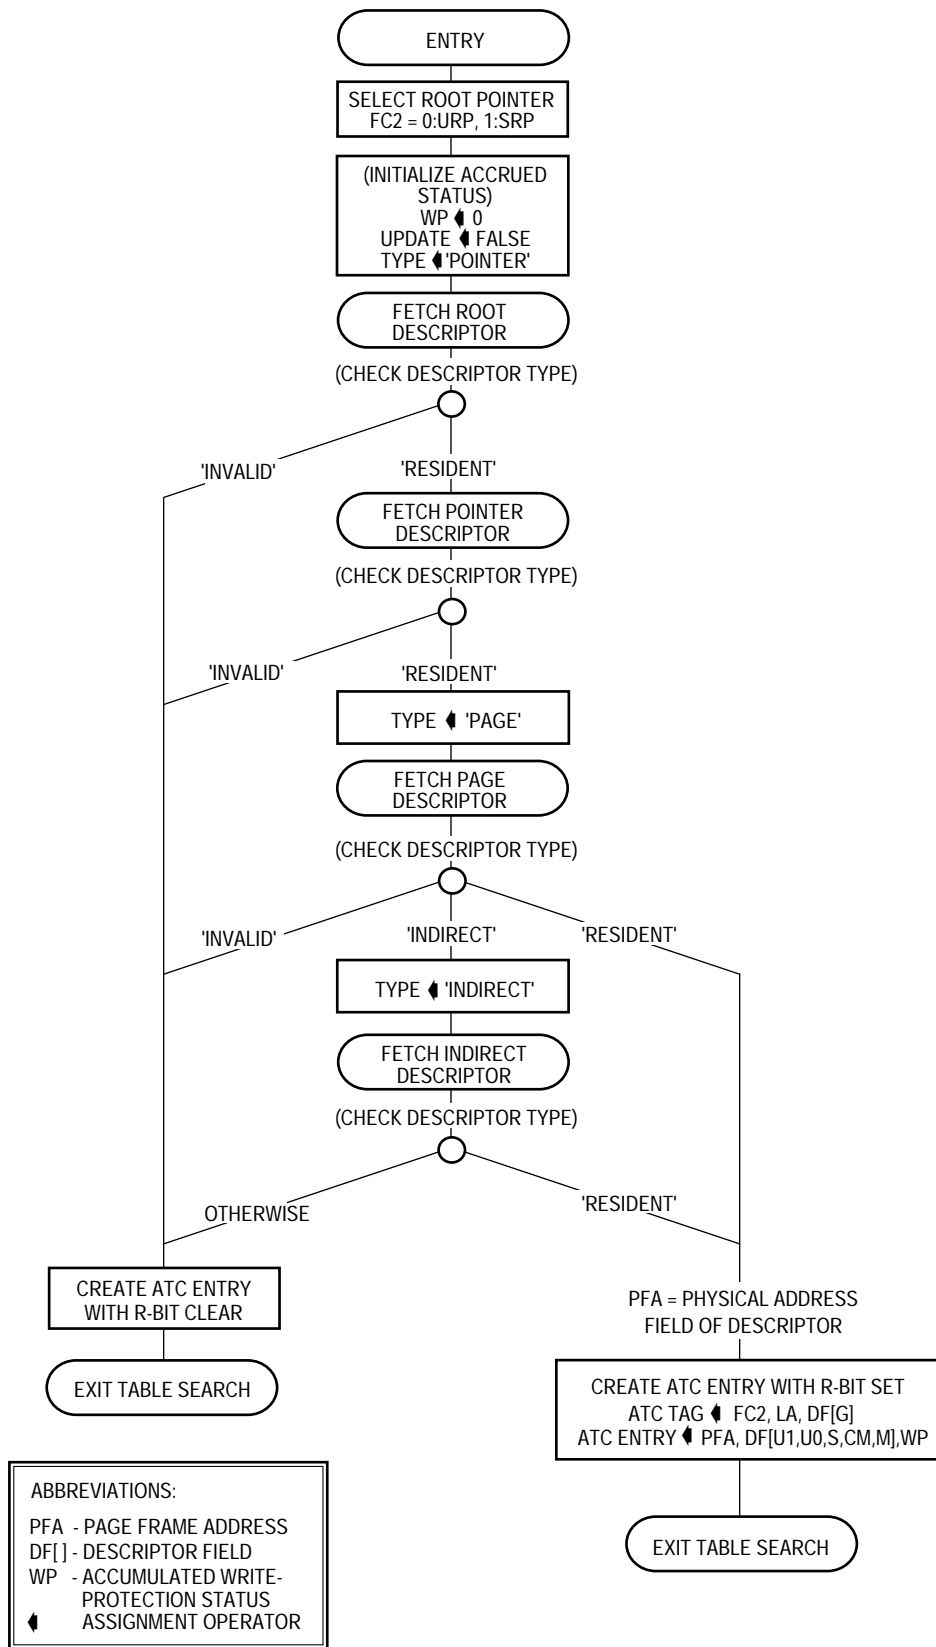 ENTRY
SELECT ROOT POINTER
FC2 = 0:URP, 1:SRP
(INITIALIZE ACCRUED
STATUS)
WP ◖ 0
UPDATE ◖ FALSE
TYPE ◖ 'POINTER'
FETCH ROOT
DESCRIPTOR
(CHECK DESCRIPTOR TYPE)
'INVALID'
'RESIDENT'
FETCH POINTER
DESCRIPTOR
(CHECK DESCRIPTOR TYPE)
'INVALID'
'RESIDENT'
TYPE ◖ 'PAGE'
FETCH PAGE
DESCRIPTOR
(CHECK DESCRIPTOR TYPE)
'INVALID'
'INDIRECT'
'RESIDENT'
TYPE ◖ 'INDIRECT'
FETCH INDIRECT
DESCRIPTOR
(CHECK DESCRIPTOR TYPE)
OTHERWISE
'RESIDENT'
CREATE ATC ENTRY
WITH R-BIT CLEAR
EXIT TABLE SEARCH
PFA = PHYSICAL ADDRESS
FIELD OF DESCRIPTOR
CREATE ATC ENTRY WITH R-BIT SET
ATC TAG ◖ FC2, LA, DF[G]
ATC ENTRY ◖ PFA, DF[U1,U0,S,CM,M],WP
EXIT TABLE SEARCH
ABBREVIATIONS:
PFA - PAGE FRAME ADDRESS
DF[ ] - DESCRIPTOR FIELD
WP - ACCUMULATED WRITE-
PROTECTION STATUS
◖ ASSIGNMENT OPERATOR